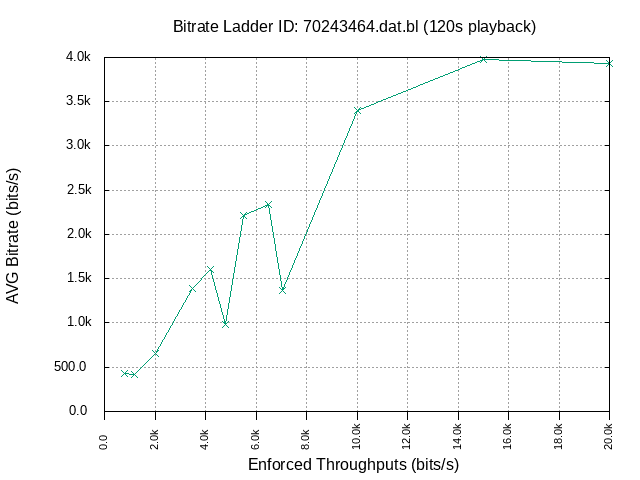 Bitrate Ladder ID: 70243464.dat.bl (120s playback)
4.0k
3.5k
3.0k
2.5k
2.0k
1.5k
1.0k
500.0
0.0
AVG Bitrate (bits/s)
0.0 2.0k 4.0k 6.0k 8.0k 10.0k 12.0k 14.0k 16.0k 18.0k 20.0k
Enforced Throughputs (bits/s)